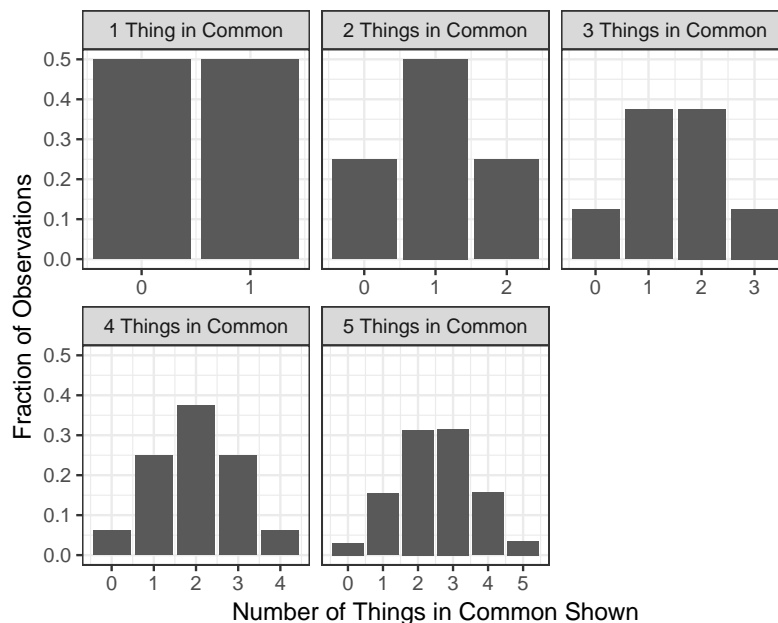 1 Thing in Common
2 Things in Common
3 Things in Common
Fraction of Observations
0.5
0.4
0.3
0.2
0.1
0.0
0 1
0 1 2
0 1 2 3
4 Things in Common
5 Things in Common
0.5
0.4
0.3
0.2
0.1
0.0
0 1 2 3 4
0 1 2 3 4 5
Number of Things in Common Shown